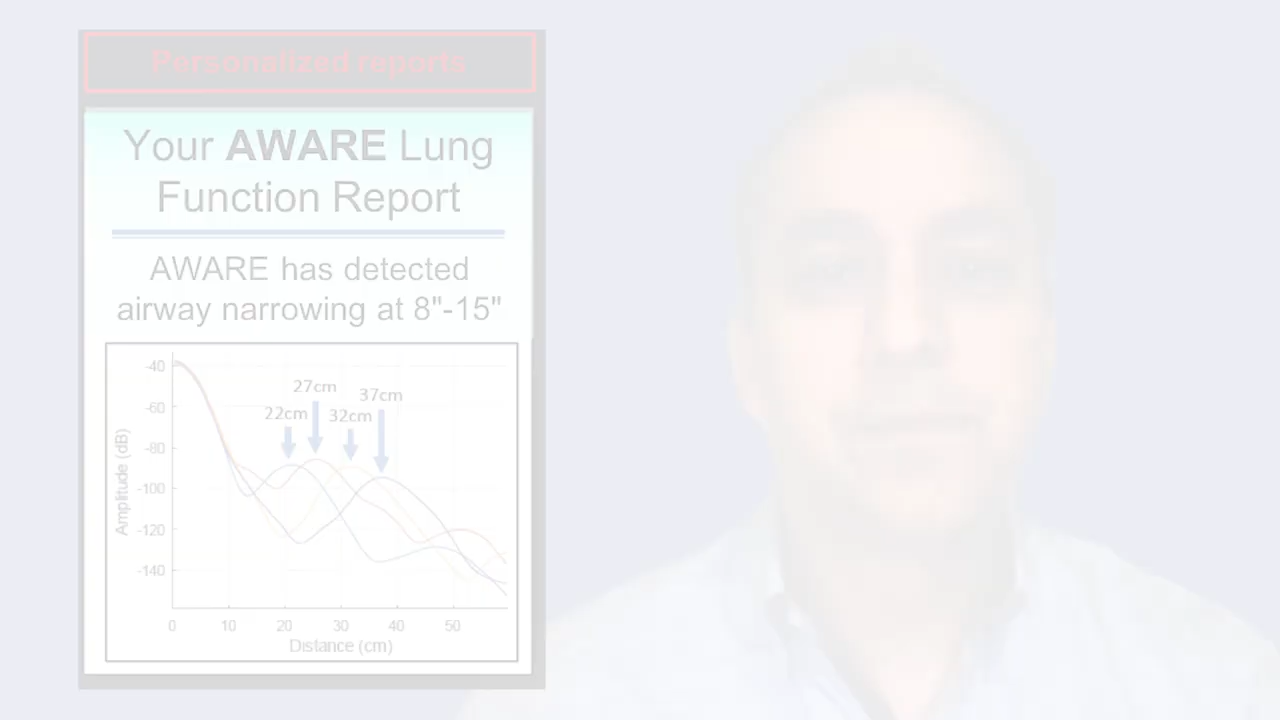 Personalized reports
Your AWARE Lung
Function Report
AWARE has detected
airway narrowing at 8"-15"
27cm
37cm
22cm
32cm
-40
-60
-80
-100
-120
-140
Amplitude (dB)
0 10 20 30 40 50
Distance (cm)